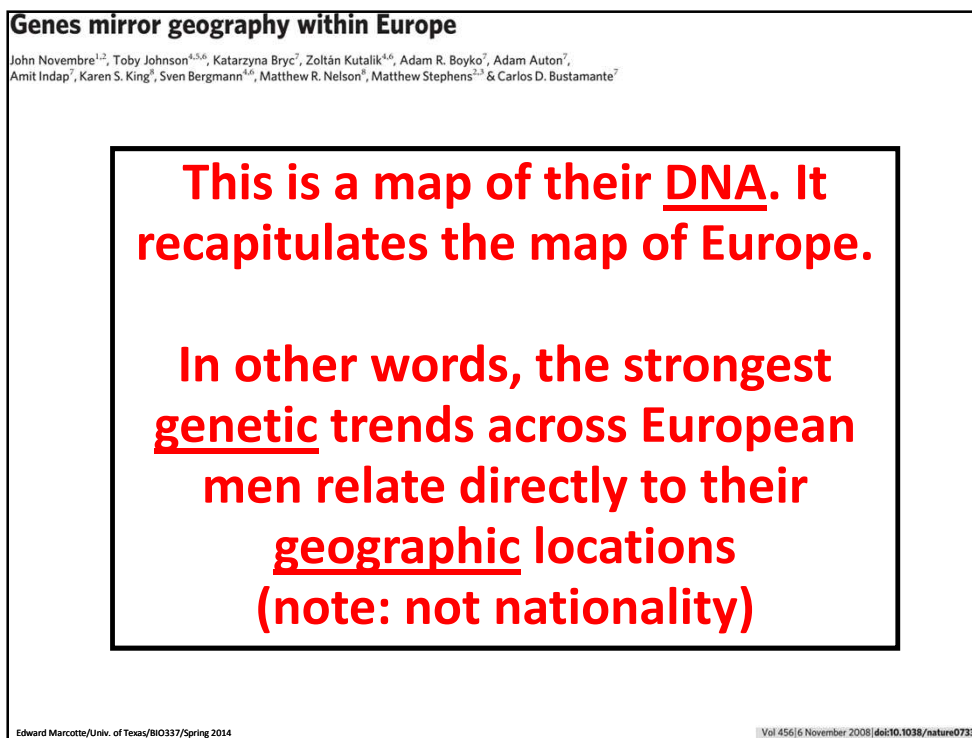 Genes mirror geography within Europe
John Novembre1,2, Toby Johnson4,5,6, Katarzyna Bryc7, Zoltán Kutalik4,6, Adam R. Boyko7, Adam Auton7,
Amit Indap7, Karen S. King8, Sven Bergmann4,6, Matthew R. Nelson8, Matthew Stephens2,3 & Carlos D. Bustamante7
This is a map of their DNA. It
recapitulates the map of Europe.
In other words, the strongest
genetic trends across European
men relate directly to their
geographic locations
(note: not nationality)
Edward Marcotte/Univ. of Texas/BIO337/Spring 2014
Vol 456|6 November 2008|doi:10.1038/nature073